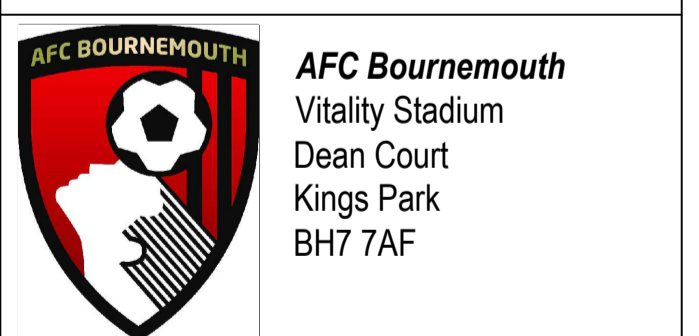 AFC BOURNEMOUTH
AFC Bournemouth
Vitality Stadium
Dean Court
Kings Park
BH7 7AF